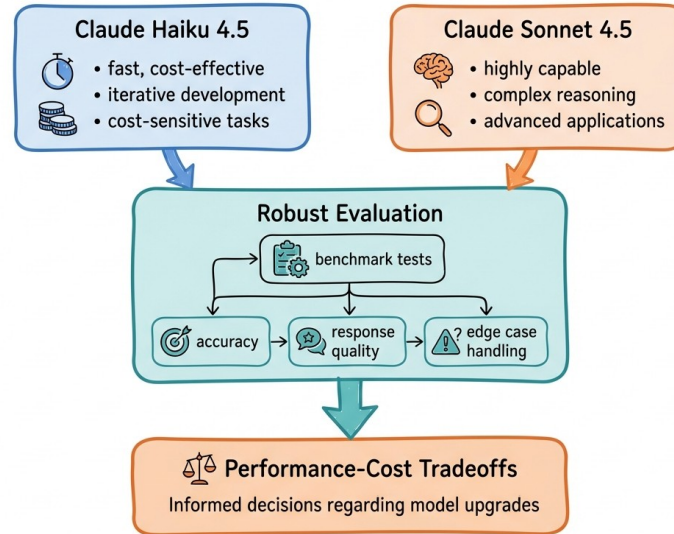 Claude Haiku 4.5
• fast, cost-effective
• iterative development
• cost-sensitive tasks
Claude Sonnet 4.5
• highly capable
• complex reasoning
• advanced applications
Robust Evaluation
benchmark tests
accuracy
response
quality
? edge case
handling
Performance-Cost Tradeoffs
Informed decisions regarding model upgrades